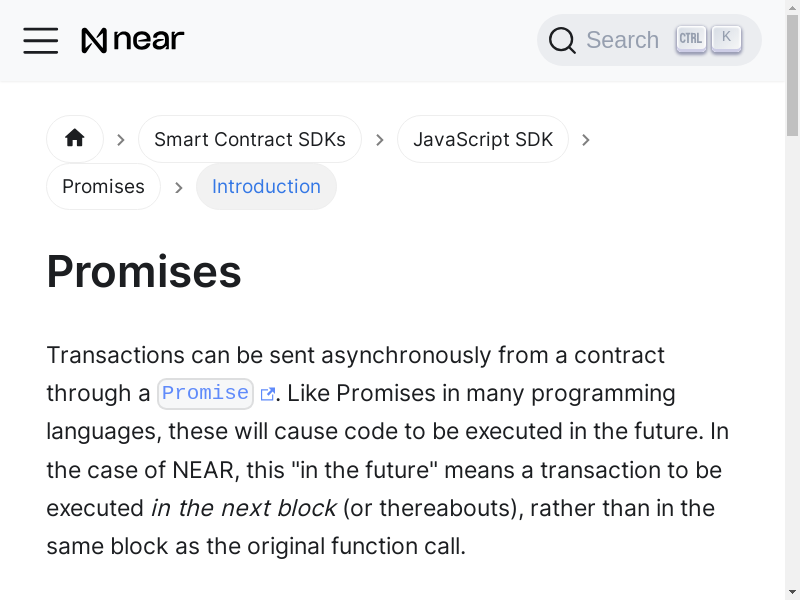 near
Search CTRL K
Smart Contract SDKs
JavaScript SDK
Promises
Introduction
Promises
Transactions can be sent asynchronously from a contract
through a Promise. Like Promises in many programming
languages, these will cause code to be executed in the future. In
the case of NEAR, this "in the future" means a transaction to be
executed in the next block (or thereabouts), rather than in the
same block as the original function call.